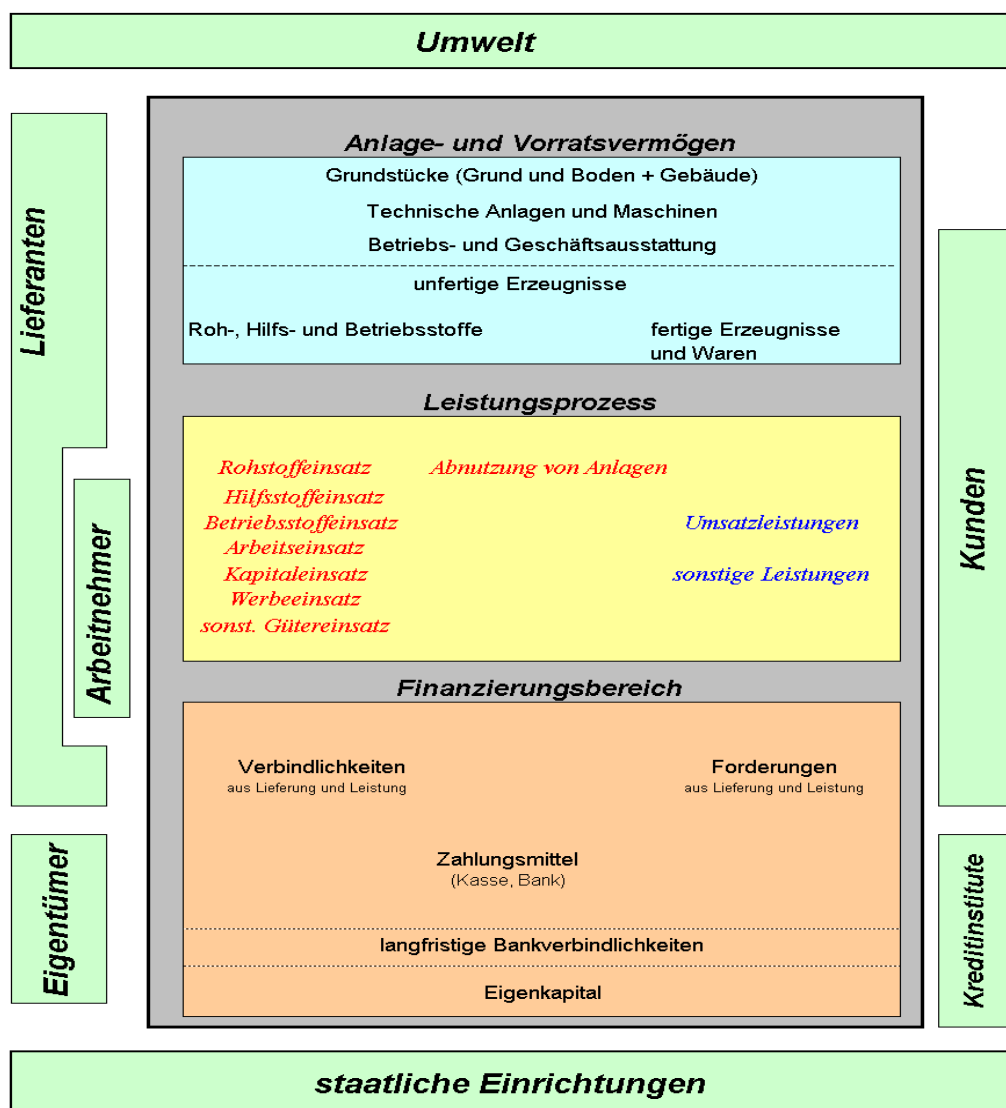 Umwelt
Lieferanten
Arbeitnehmer
Eigentümer
Anlage- und Vorratsvermögen
Grundstücke (Grund und Boden + Gebäude)
Technische Anlagen und Maschinen
Betriebs- und Geschäftsausstattung
unfertige Erzeugnisse
Roh-, Hilfs- und Betriebsstoffe
fertige Erzeugnisse
und Waren
Leistungsprozess
Rohstoffeinsatz
Hilfsstoffeinsatz
Betriebsstoffeinsatz
Arbeitseinsatz
Kapitaleinsatz
Werbeeinsatz
sonst. Gütereinsatz
Abnutzung von Anlagen
Umsatzleistungen
sonstige Leistungen
Finanzierungsbereich
Verbindlichkeiten
aus Lieferung und Leistung
Forderungen
aus Lieferung und Leistung
Zahlungsmittel
(Kasse, Bank)
langfristige Bankverbindlichkeiten
Eigenkapital
Kunden
Kreditinstitute
staatliche Einrichtungen